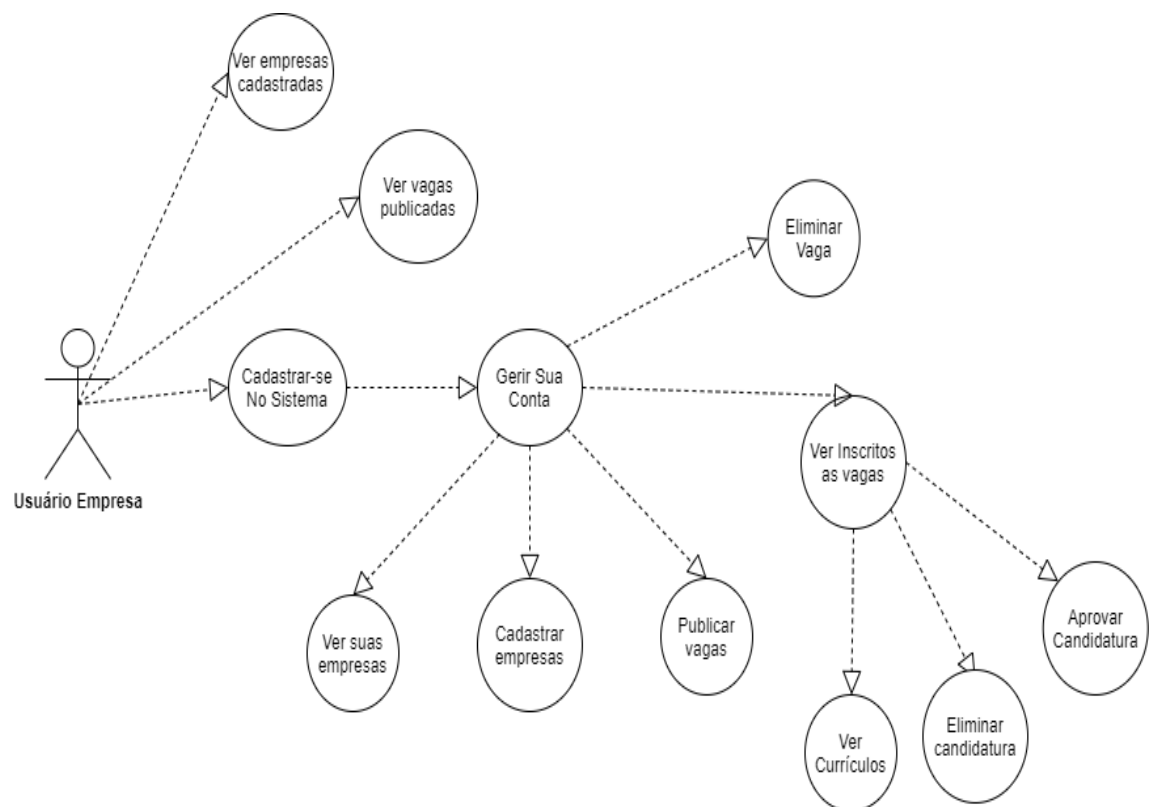 Ver empresas
cadastradas
Ver vagas
publicadas
Eliminar
Vaga
Cadastrar-se
No Sistema
Gerir Sua
Conta
Ver Inscritos
as vagas
Usuário Empresa
Ver suas
empresas
Cadastrar
empresas
Publicar
vagas
Aprovar
Candidatura
Ver
Currículos
Eliminar
candidatura